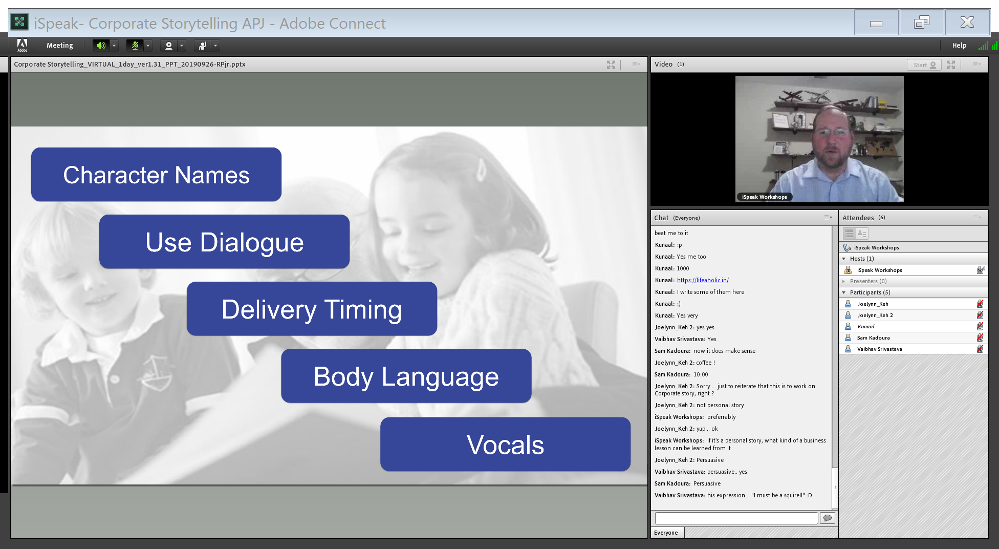 iSpeak- Corporate Storytelling APJ - Adobe Connect
Adobe
Meeting
Help
Corporate Storytelling_VIRTUAL_1day_ver1.31_PPT_20190926-RPjr.pptx
Character Names
Use Dialogue
Delivery Timing
Body Language
Vocals
Video (1)
Start
iSpeak Workshops
Chat (Everyone)
beat me to it
Kunaal: :p
Kunaal: Yes me too
Kunaal: 1000
Kunaal: https://lifeaholic.in/
Kunaal: I write some of them here
Kunaal: :)
Kunaal: Yes very
Joelynn_Keh 2: yes yes
Vaibhav Srivastava: Yes
Sam Kadoura: now it does make sense
Joelynn_Keh 2: coffee !
Sam Kadoura: 10:00
Joelynn_Keh 2: Sorry ... just to reiterate that this is to work on
Corporate story, right ?
Joelynn_Keh 2: not personal story
iSpeak Workshops: preferrably
Joelynn_Keh 2: yup .. ok
iSpeak Workshops: if it's a personal story, what kind of a business
lesson can be learned from it
Joelynn_Keh 2: Persuasive
Vaibhav Srivastava: persuasive.. yes
Sam Kadoura: Persuasive
Vaibhav Srivastava: his expression... "I must be a squirell" :D
Everyone
Attendees (6)
iSpeak Workshops
Hosts (1)
iSpeak Workshops
Presenters (0)
Participants (5)
Joelynn_Keh
Joelynn_Keh 2
Kunaal
Sam Kadoura
Vaibhav Srivastava